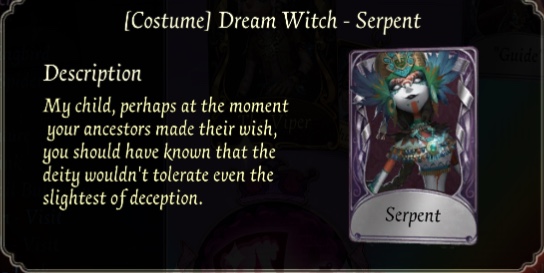 [Costume] Dream Witch - Serpent
Description
My child, perhaps at the moment
your ancestors made their wish,
you should have known that the
deity wouldn't tolerate even the
slightest of deception.
Serpent
Guide